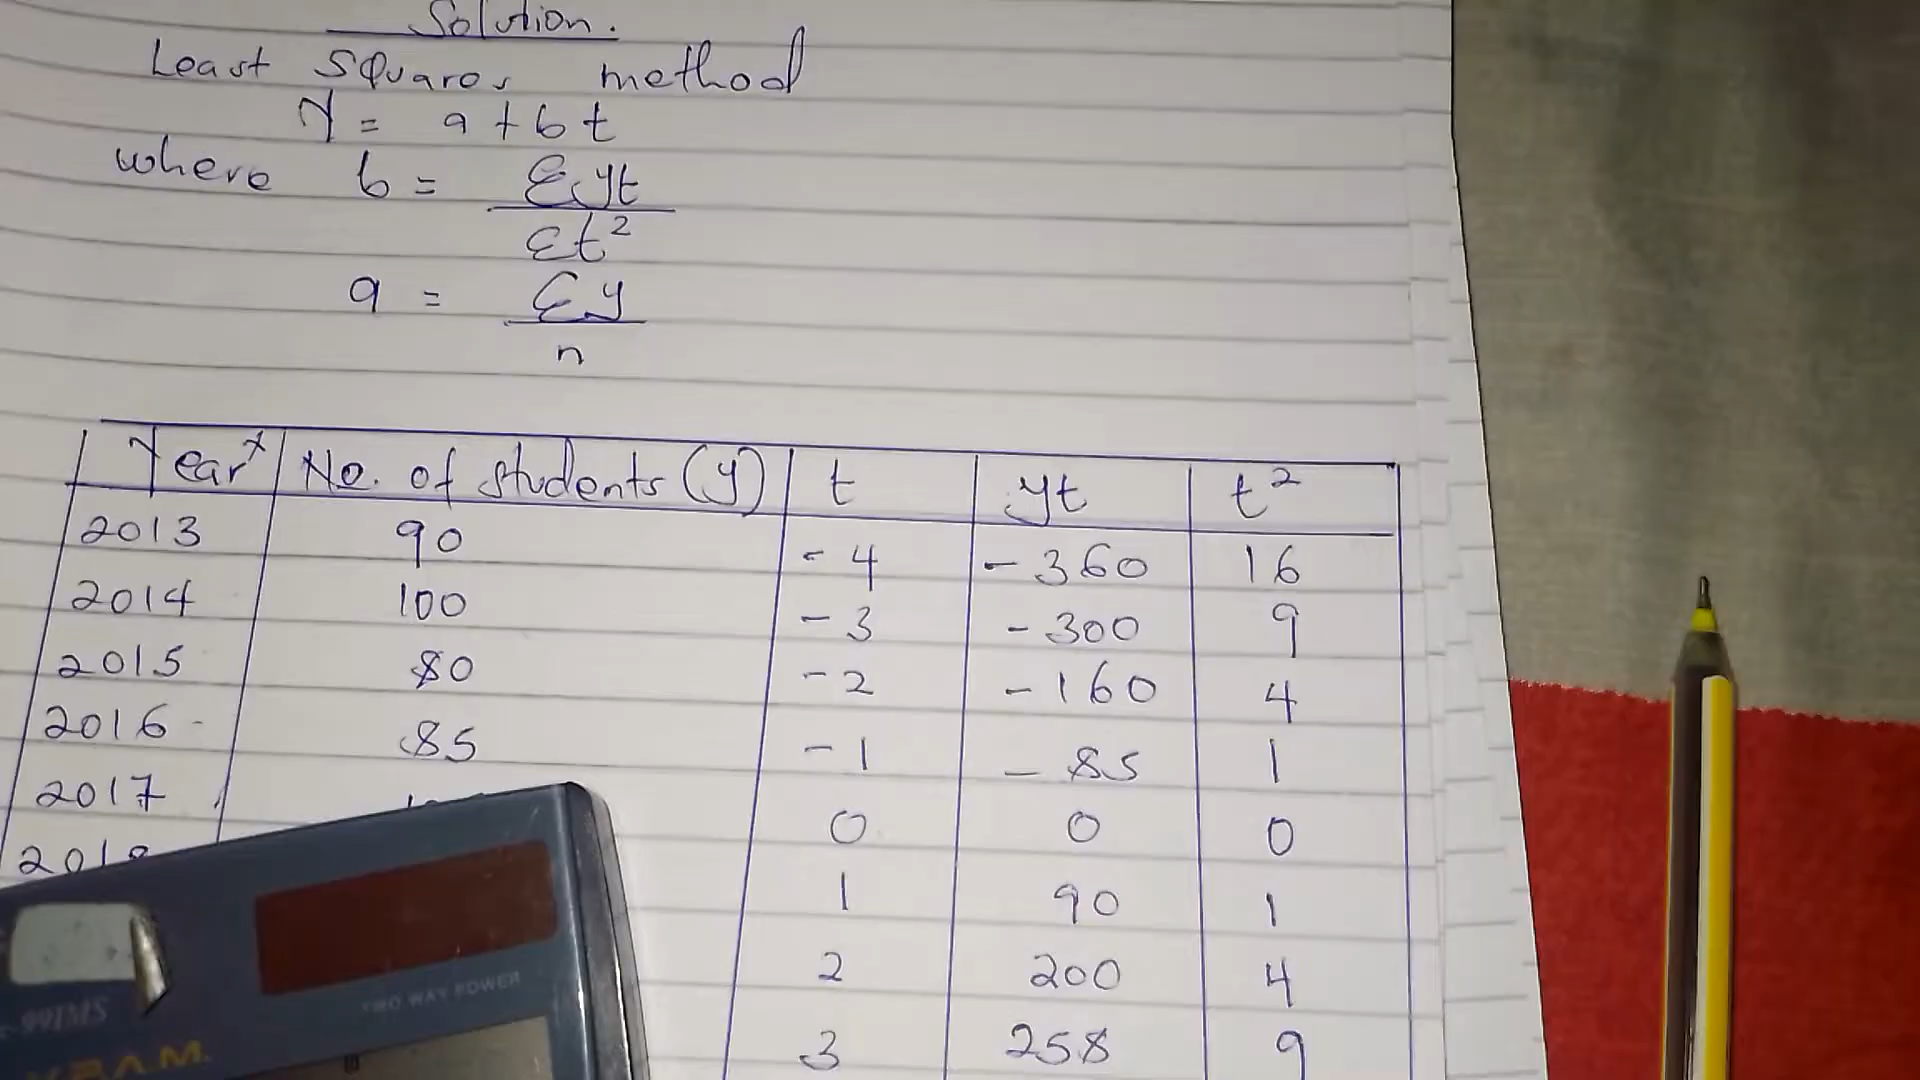 Solution.
Least Squares method
Y = a + b t
where b = Σyt
Σt²
a = Σy
n
Year x No. of students (y) t yt t²
2013 90 -4 -360 16
2014 100 -3 -300 9
2015 80 -2 -160 4
2016 85 -1 -85 1
2017 0 0 0
2018 1 90 1
2 200 4
3 258 9
TWO WAY POWER